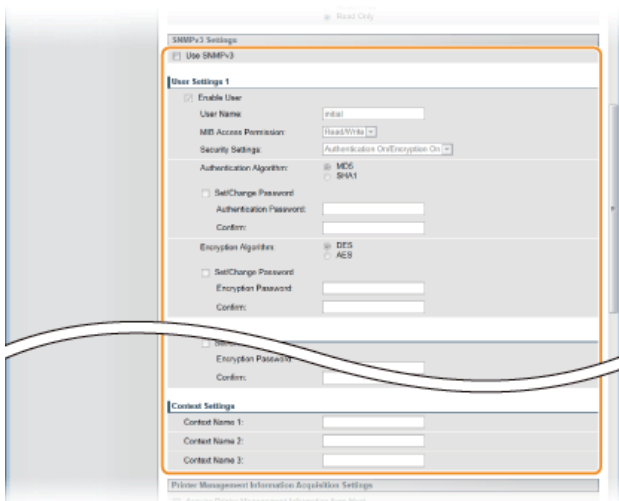 Read Only
SNMPv3 Settings
Use SNMPv3
User Settings 1
Enable User
User Name: initial
MIB Access Permission: Read/Write
Security Settings: Authentication On/Encryption On
Authentication Algorithm: MD5
SHA1
Set/Change Password
Authentication Password:
Confirm:
Encryption Algorithm: DES
AES
Set/Change Password
Encryption Password:
Confirm:
Encryption Password:
Confirm:
Context Settings
Context Name 1:
Context Name 2:
Context Name 3:
Printer Management Information Acquisition Settings